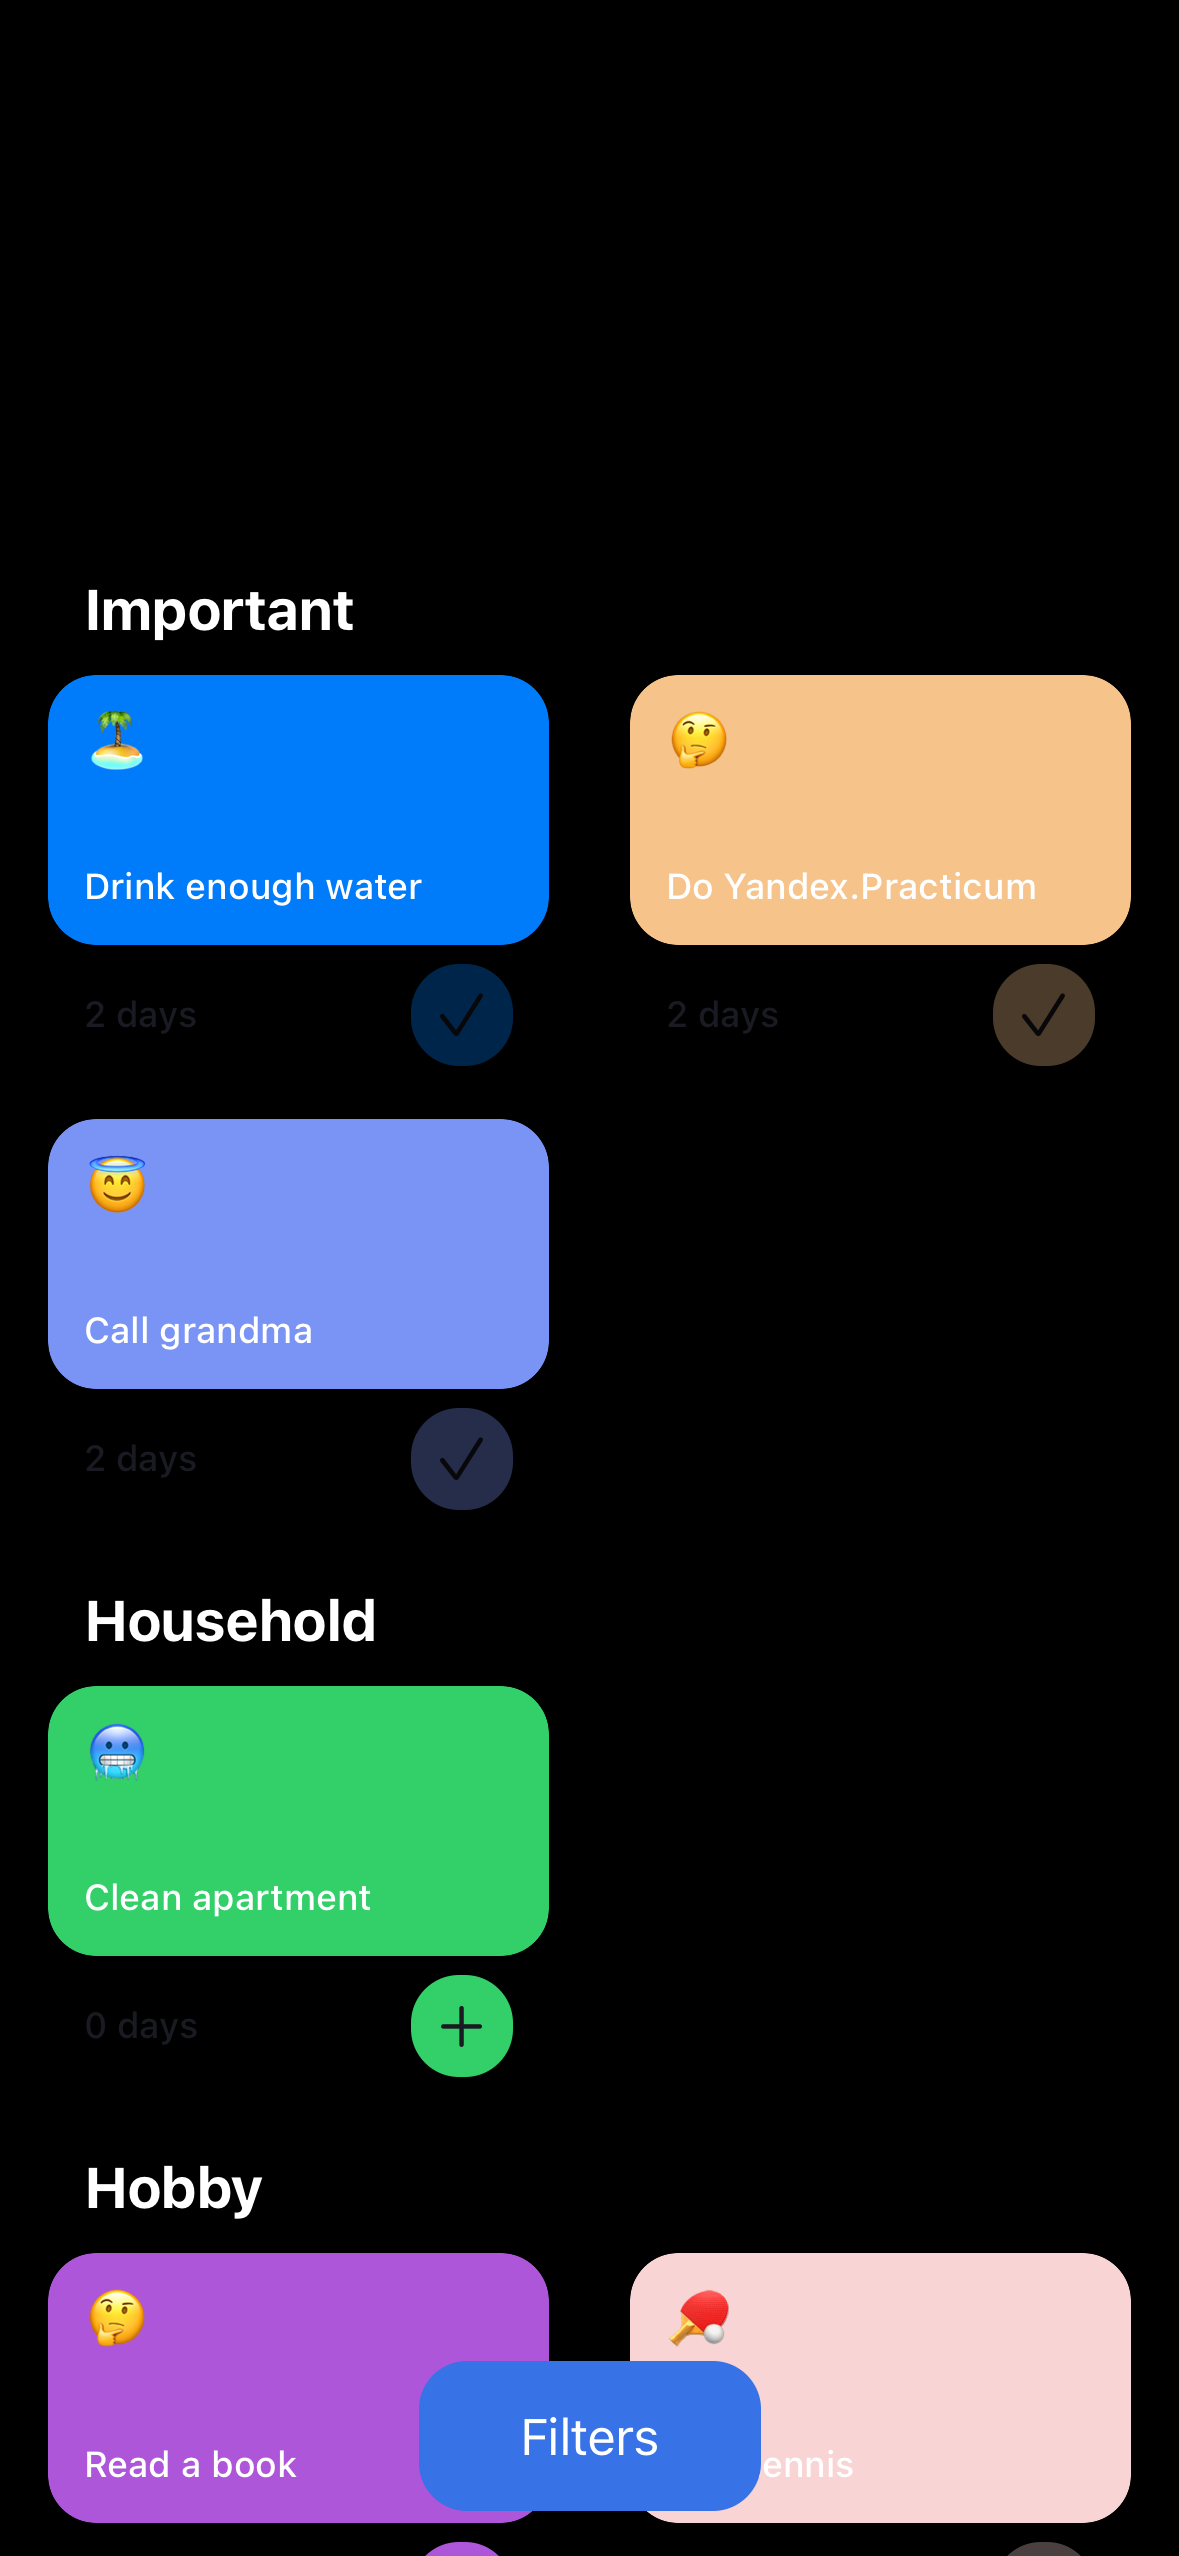 Important
Drink enough water
Do Yandex.Practicum
2 days
2 days
Call grandma
2 days
Household
Clean apartment
0 days
Hobby
Read a book
ennis
Filters